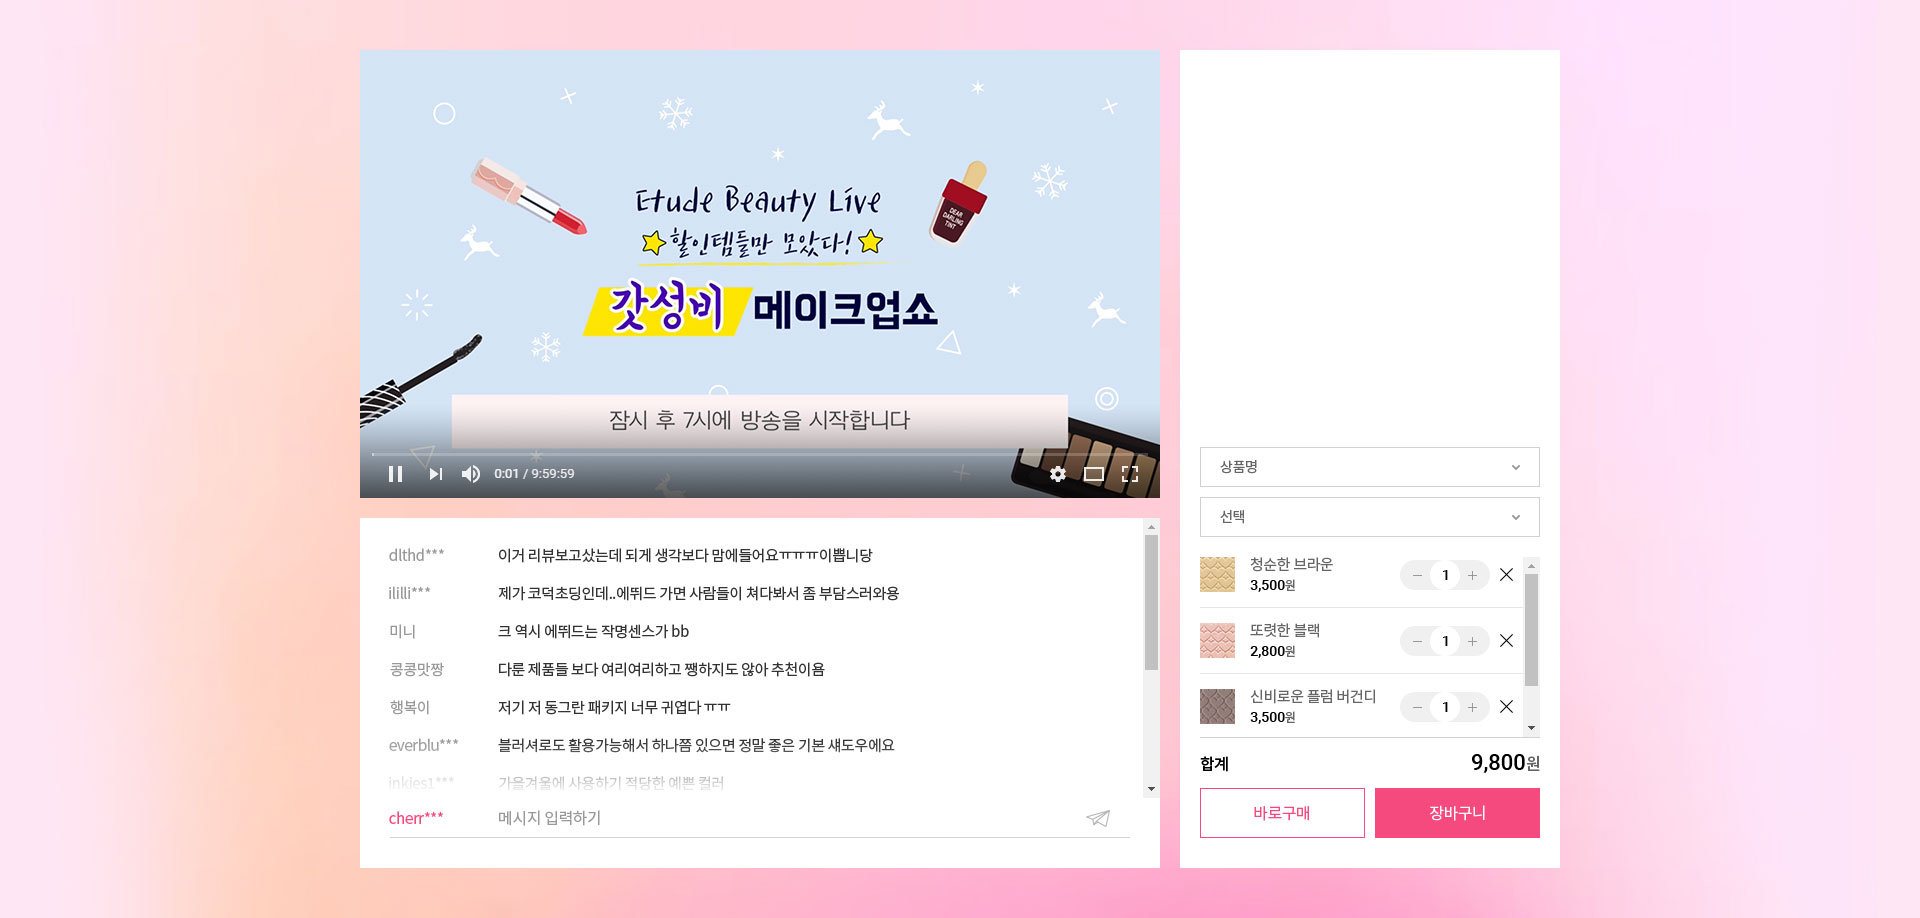 Etude Beauty Live
할인템들만 모았다!
갓성비 메이크업쇼
DEAR
DARLING
TINT
잠시 후 7시에 방송을 시작합니다
0:01 / 9:59:59
dlthd*** 이거 리뷰보고샀는데 되게 생각보다 맘에들어요ㅠㅠㅠ이쁩니당
ililli*** 제가 코덕초딩인데..에뛰드 가면 사람들이 쳐다봐서 좀 부담스러와용
미니 크 역시 에뛰드는 작명센스가 bb
콩콩맛짱 다룬 제품들 보다 여리여리하고 쨍하지도 않아 추천이욤
행복이 저기 저 동그란 패키지 너무 귀엽다 ㅠㅠ
everblu*** 블러셔로도 활용가능해서 하나쯤 있으면 정말 좋은 기본 섀도우에요
inkies1*** 가을겨울에 사용하기 적당한 예쁜 컬러
cherr*** 메시지 입력하기
상품명
선택
청순한 브라운
3,500원
1
또렷한 블랙
2,800원
1
신비로운 플럼 버건디
3,500원
1
합계 9,800원
바로구매 장바구니